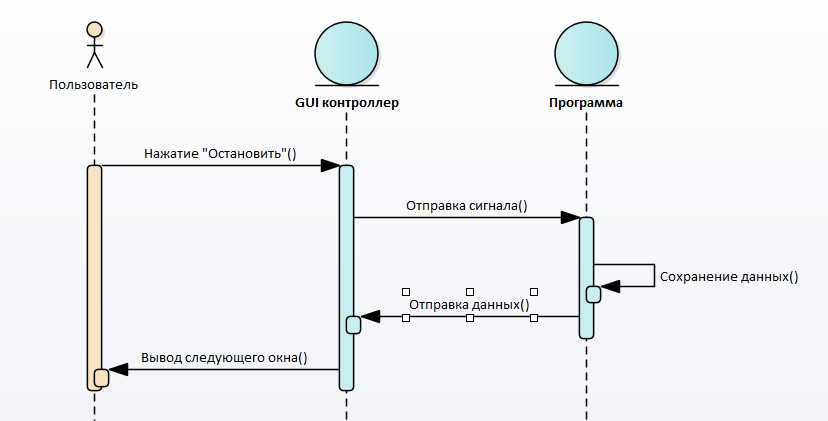 Пользователь
GUI контроллер
Программа
Нажатие "Остановить"()
Отправка сигнала()
Сохранение данных()
Отправка данных()
Вывод следующего окна()